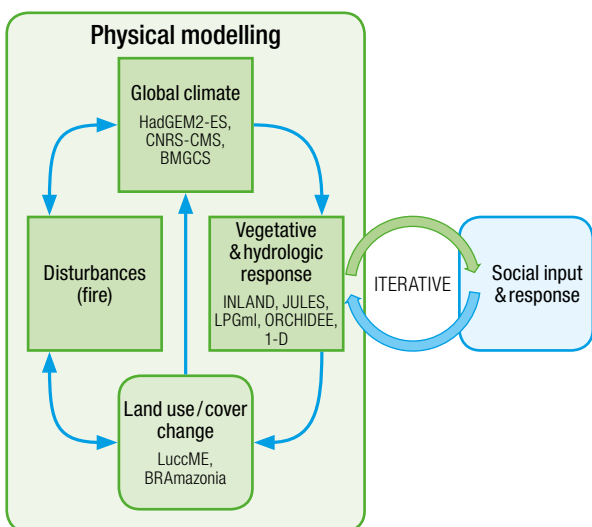 Physical modelling
Global climate
HadGEM2-ES,
CNRS-CMS,
BMGCS
Disturbances
(fire)
Vegetative
& hydrologic
response
INLAND, JULES,
LPGml, ORCHIDEE,
1-D
ITERATIVE
Social input
& response
Land use / cover
change
LuccME,
BRAmazonia